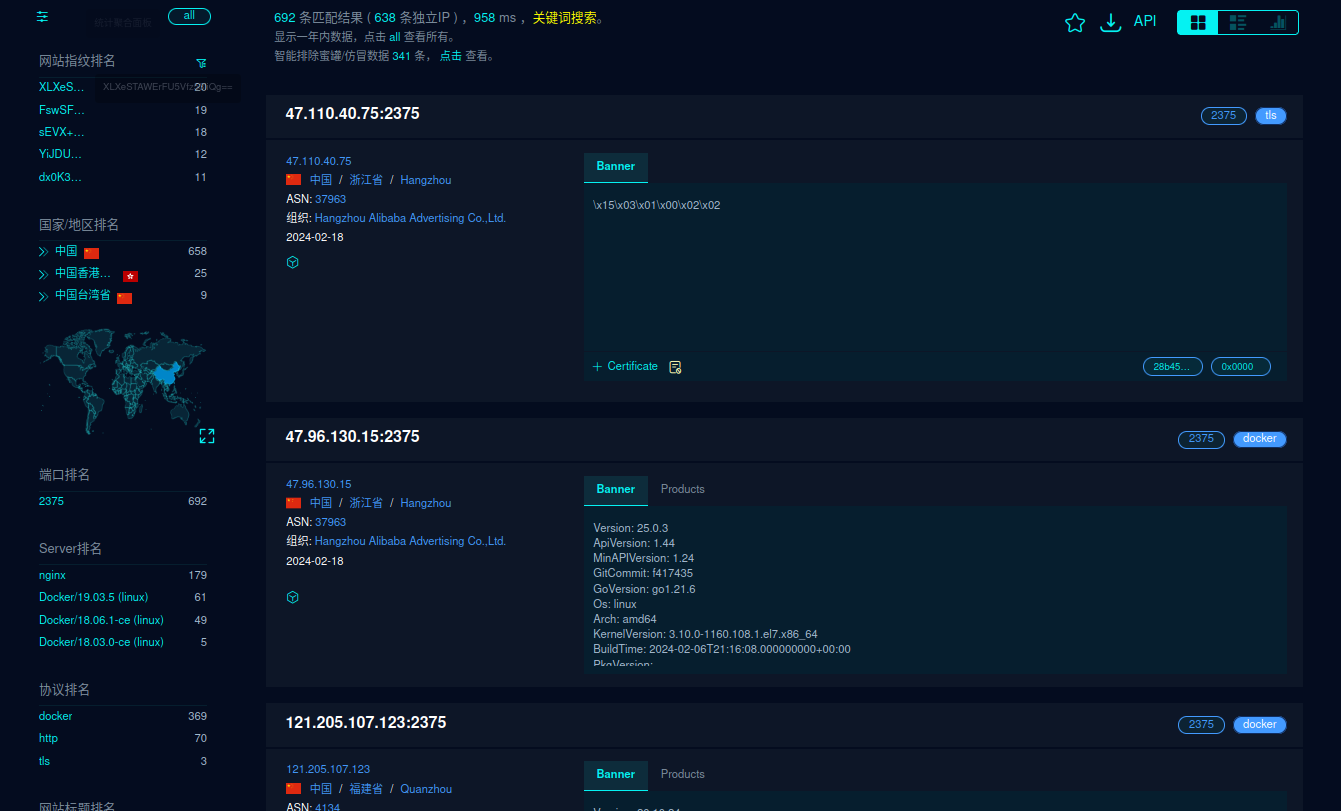 统计聚合面板
all
692 条匹配结果 ( 638 条独立IP ) ，958 ms ，关键词搜索。
显示一年内数据，点击 all 查看所有。
智能排除蜜罐/仿冒数据 341 条， 点击 查看。
API
网站指纹排名
XLXeS... 20
FswSF... 19
sEVX+... 18
YiJDU... 12
dx0K3... 11
国家/地区排名
中国 658
中国香港... 25
中国台湾省 9
端口排名
2375 692
Server排名
nginx 179
Docker/19.03.5 (linux) 61
Docker/18.06.1-ce (linux) 49
Docker/18.03.0-ce (linux) 5
协议排名
docker 369
http 70
tls 3
网站标题排名
47.110.40.75:2375
2375 tls
47.110.40.75
中国 / 浙江省 / Hangzhou
ASN: 37963
组织: Hangzhou Alibaba Advertising Co.,Ltd.
2024-02-18
Banner
\x15\x03\x01\x00\x02\x02
+ Certificate
28b45... 0x0000
47.96.130.15:2375
2375 docker
47.96.130.15
中国 / 浙江省 / Hangzhou
ASN: 37963
组织: Hangzhou Alibaba Advertising Co.,Ltd.
2024-02-18
Banner Products
Version: 25.0.3
ApiVersion: 1.44
MinAPIVersion: 1.24
GitCommit: f417435
GoVersion: go1.21.6
Os: linux
Arch: amd64
KernelVersion: 3.10.0-1160.108.1.el7.x86_64
BuildTime: 2024-02-06T21:16:08.000000000+00:00
PkgVersion:
121.205.107.123:2375
2375 docker
121.205.107.123
中国 / 福建省 / Quanzhou
ASN: 4134
Banner Products